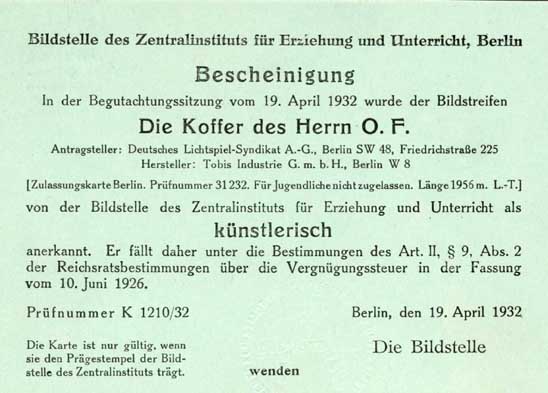 Bildstelle des Zentralinstituts für Erziehung und Unterricht, Berlin
Bescheinigung
In der Begutachtungssitzung vom 19. April 1932 wurde der Bildstreifen
Die Koffer des Herrn O. F.
Antragsteller: Deutsches Lichtspiel-Syndikat A.-G., Berlin SW 48, Friedrichstraße 225
Hersteller: Tobis Industrie G. m. b. H., Berlin W 8
[Zulassungskarte Berlin. Prüfnummer 31 232. Für Jugendliche nicht zugelassen. Länge 1956 m. L.-T.]
von der Bildstelle des Zentralinstituts für Erziehung und Unterricht als
künstlerisch
anerkannt. Er fällt daher unter die Bestimmungen des Art. II, § 9, Abs. 2
der Reichsratsbestimmungen über die Vergnügungssteuer in der Fassung
vom 10. Juni 1926.
Prüfnummer K 1210/32
Berlin, den 19. April 1932
Die Karte ist nur gültig, wenn
sie den Prägestempel der Bild-
stelle des Zentralinstituts trägt.
Die Bildstelle
wenden